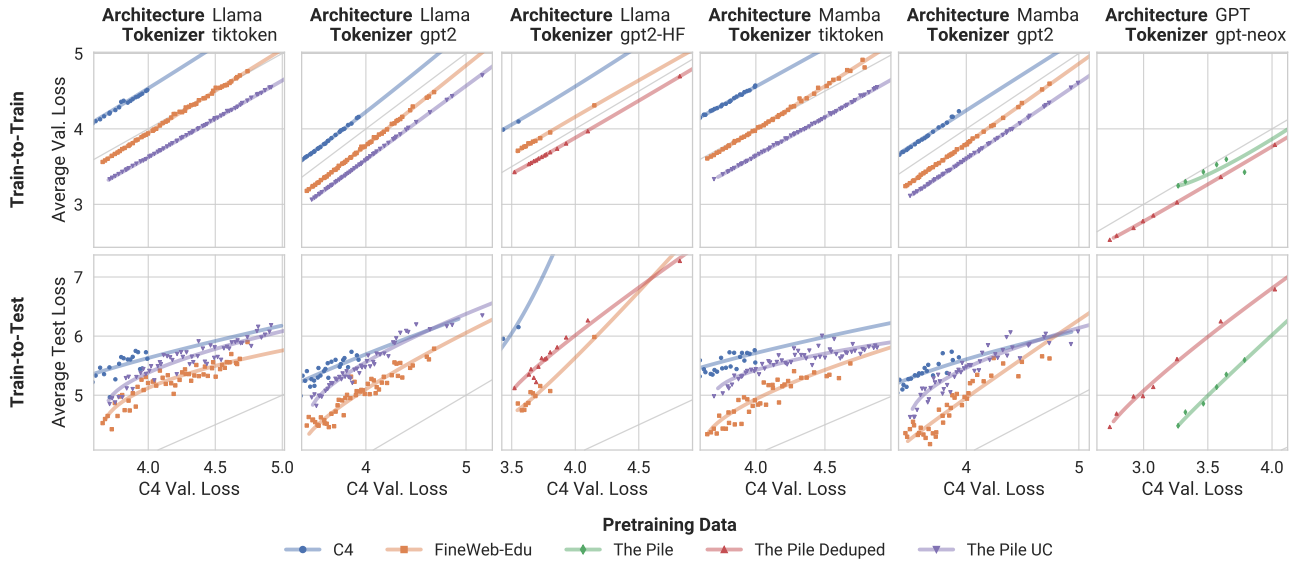 Architecture Llama
Tokenizer tiktoken
Architecture Llama
Tokenizer gpt2
Architecture Llama
Tokenizer gpt2-HF
Architecture Mamba
Tokenizer tiktoken
Architecture Mamba
Tokenizer gpt2
Architecture GPT
Tokenizer gpt-neox
Train-to-Train
Average Val. Loss
5
4
3
Train-to-Test
Average Test Loss
7
6
5
4.0 4.5 5.0
4 5
3.5 4.0 4.5
4.0 4.5
4 5
3.0 3.5 4.0
C4 Val. Loss C4 Val. Loss C4 Val. Loss C4 Val. Loss C4 Val. Loss C4 Val. Loss
Pretraining Data
C4 FineWeb-Edu The Pile The Pile Deduped The Pile UC